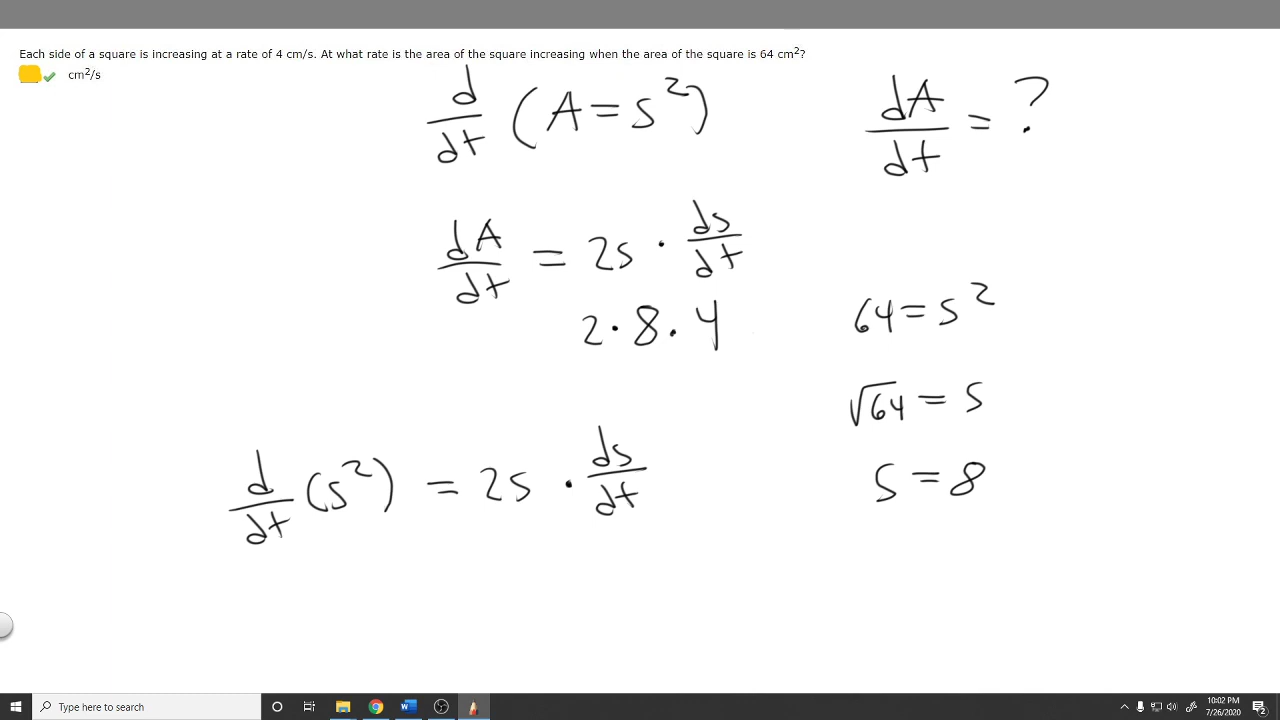 Each side of a square is increasing at a rate of 4 cm/s. At what rate is the area of the square increasing when the area of the square is 64 cm²?
cm²/s
d/dt (A = s²)
dA/dt = ?
dA/dt = 2s · ds/dt
2 · 8 · 4
64 = s²
√64 = s
s = 8
d/dt (s²) = 2s · ds/dt
Type here to search
10:02 PM
7/26/2020
2